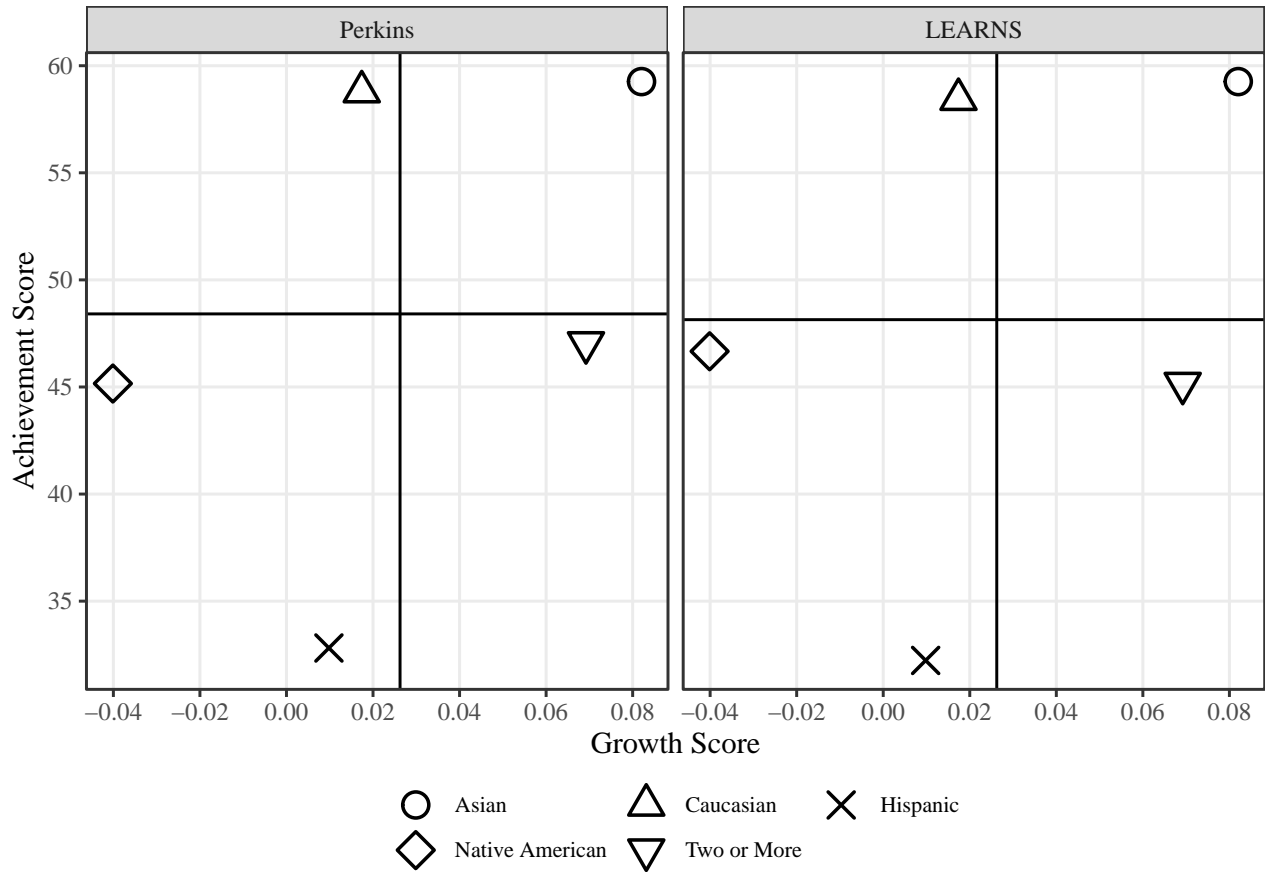 Perkins
LEARNS
Achievement Score
60
55
50
45
40
35
−0.04 −0.02 0.00 0.02 0.04 0.06 0.08
−0.04 −0.02 0.00 0.02 0.04 0.06 0.08
Growth Score
Asian Caucasian Hispanic
Native American Two or More